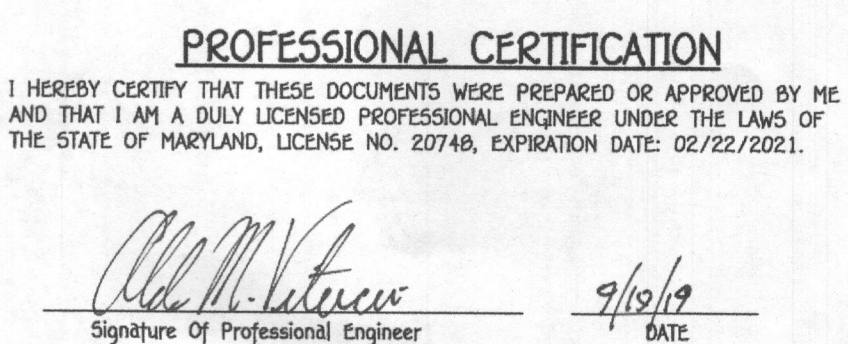 PROFESSIONAL CERTIFICATION
I HEREBY CERTIFY THAT THESE DOCUMENTS WERE PREPARED OR APPROVED BY ME
AND THAT I AM A DULY LICENSED PROFESSIONAL ENGINEER UNDER THE LAWS OF
THE STATE OF MARYLAND, LICENSE NO. 20748, EXPIRATION DATE: 02/22/2021.
M.
9/19/19
Signature Of Professional Engineer DATE